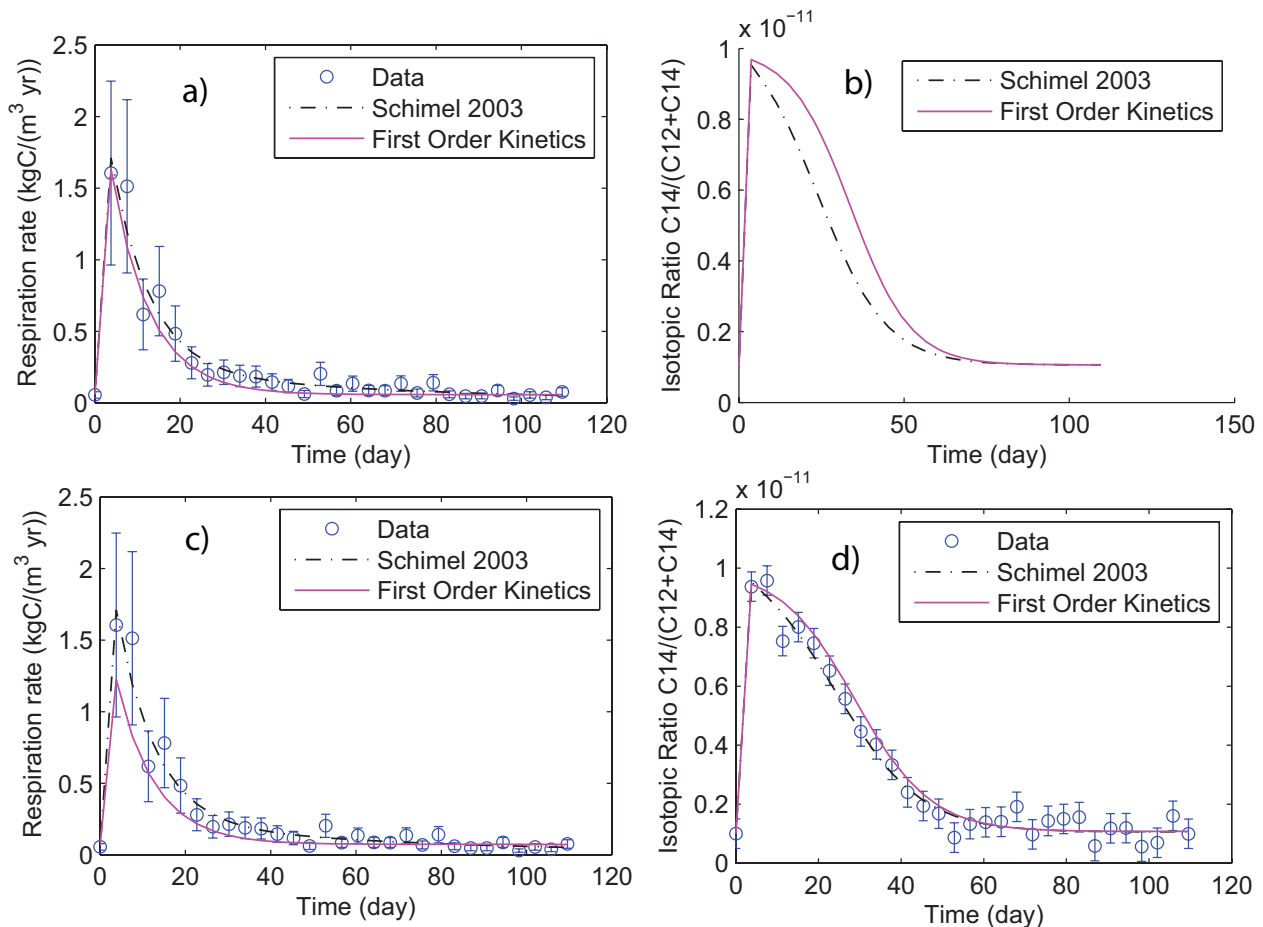 a)
Data
Schimel 2003
First Order Kinetics
Respiration rate (kgC/(m³ yr))
2.5
2
1.5
1
0.5
0
0 20 40 60 80 100 120
Time (day)
x 10⁻¹¹
b)
Schimel 2003
First Order Kinetics
Isotopic Ratio C14/(C12+C14)
1
0.8
0.6
0.4
0.2
0
0 50 100 150
Time (day)
c)
Data
Schimel 2003
First Order Kinetics
Respiration rate (kgC/(m³ yr))
2.5
2
1.5
1
0.5
0
0 20 40 60 80 100 120
Time (day)
x 10⁻¹¹
d)
Data
Schimel 2003
First Order Kinetics
Isotopic Ratio C14/(C12+C14)
1.2
1
0.8
0.6
0.4
0.2
0
0 20 40 60 80 100 120
Time (day)